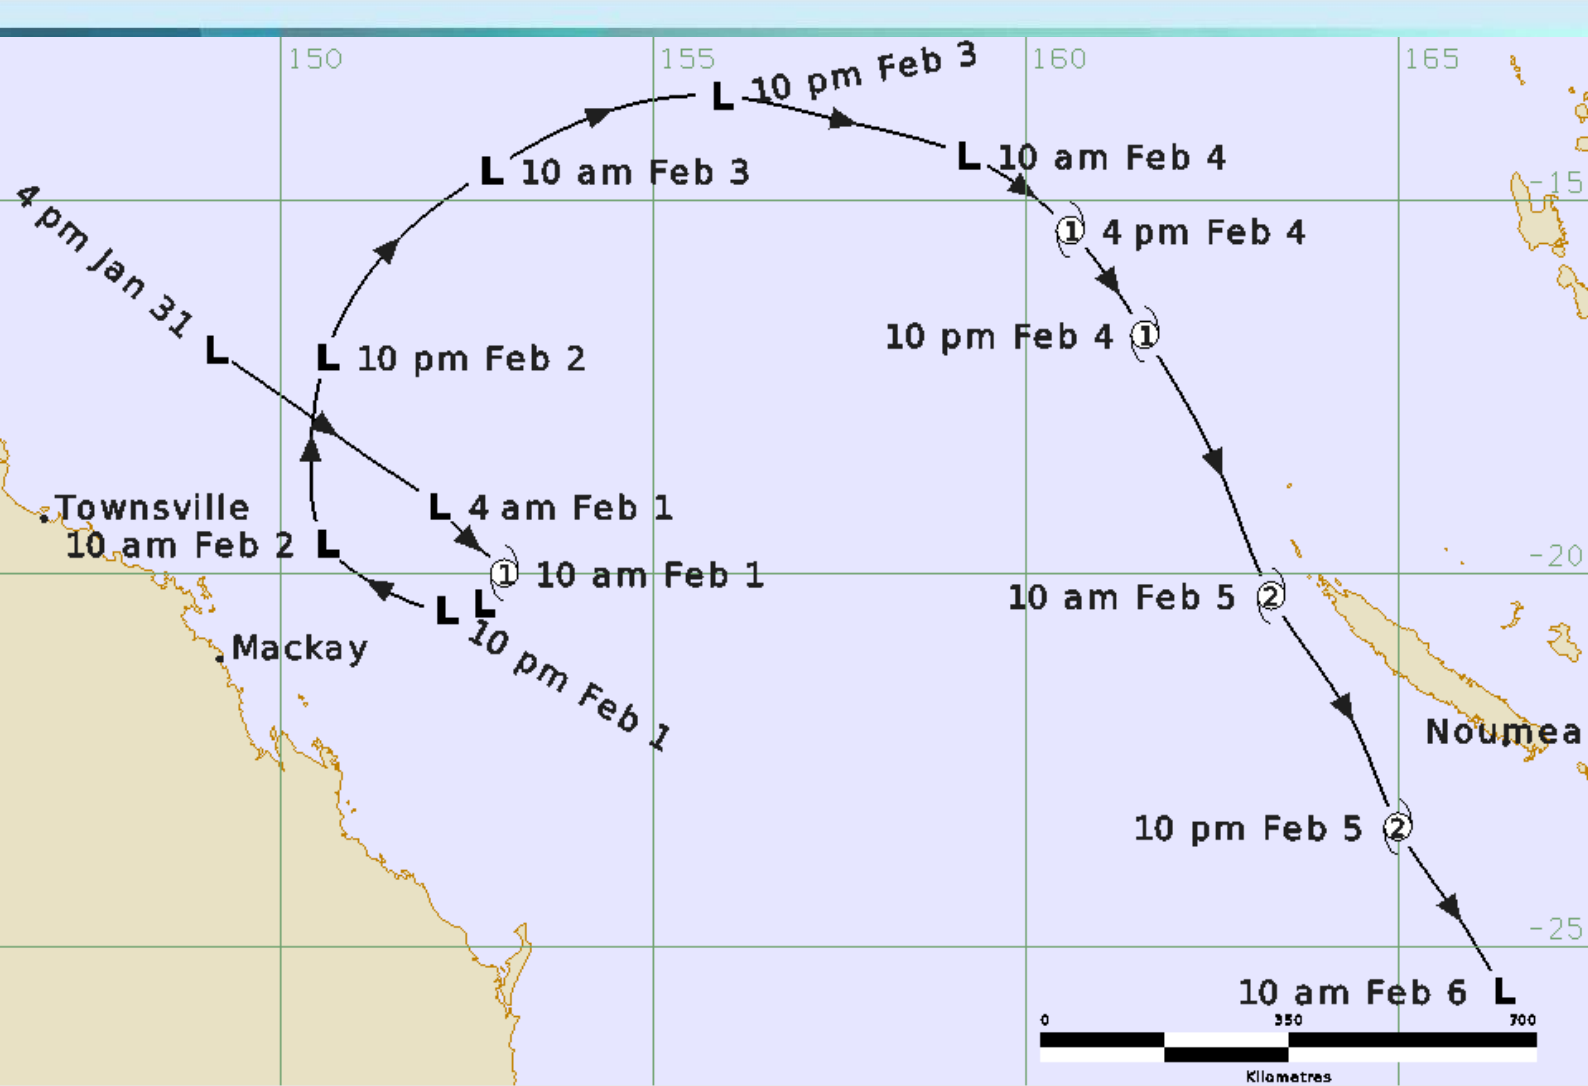 150
155
160
165
10 pm Feb 3
10 am Feb 3
10 am Feb 4
-15
4 pm Jan 31
1 4 pm Feb 4
10 pm Feb 4 1
L
L
L
L
L 10 pm Feb 2
Townsville
L 4 am Feb 1
10 am Feb 2 L
-20
1 10 am Feb 1
10 am Feb 5 2
L L
10 pm Feb 1
Mackay
Noumea
10 pm Feb 5 2
-25
10 am Feb 6 L
0 350 700
Kilometres